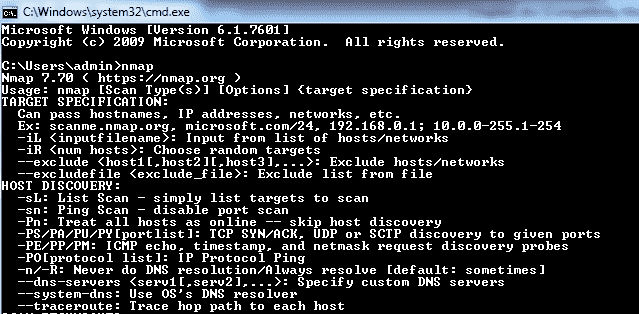 C:\Windows\system32\cmd.exe
Microsoft Windows [Version 6.1.7601]
Copyright (c) 2009 Microsoft Corporation.  All rights reserved.
C:\Users\admin>nmap
Nmap 7.70 ( https://nmap.org )
Usage: nmap [Scan Type(s)] [Options] {target specification}
TARGET SPECIFICATION:
  Can pass hostnames, IP addresses, networks, etc.
  Ex: scanme.nmap.org, microsoft.com/24, 192.168.0.1; 10.0.0-255.1-254
  -iL <inputfilename>: Input from list of hosts/networks
  -iR <num hosts>: Choose random targets
  --exclude <host1[,host2][,host3],...>: Exclude hosts/networks
  --excludefile <exclude_file>: Exclude list from file
HOST DISCOVERY:
  -sL: List Scan - simply list targets to scan
  -sn: Ping Scan - disable port scan
  -Pn: Treat all hosts as online -- skip host discovery
  -PS/PA/PU/PY[portlist]: TCP SYN/ACK, UDP or SCTP discovery to given ports
  -PE/PP/PM: ICMP echo, timestamp, and netmask request discovery probes
  -PO[protocol list]: IP Protocol Ping
  -n/-R: Never do DNS resolution/Always resolve [default: sometimes]
  --dns-servers <serv1[,serv2],...>: Specify custom DNS servers
  --system-dns: Use OS's DNS resolver
  --traceroute: Trace hop path to each host